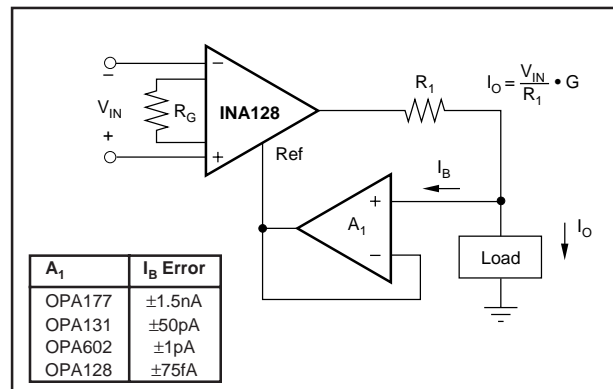 −
V_IN
+
R_G
−
INA128
+
Ref
R_1
I_O = V_IN / R_1 • G
I_B
+
A_1
−
Load
I_O
A_1 I_B Error
OPA177 ±1.5nA
OPA131 ±50pA
OPA602 ±1pA
OPA128 ±75fA